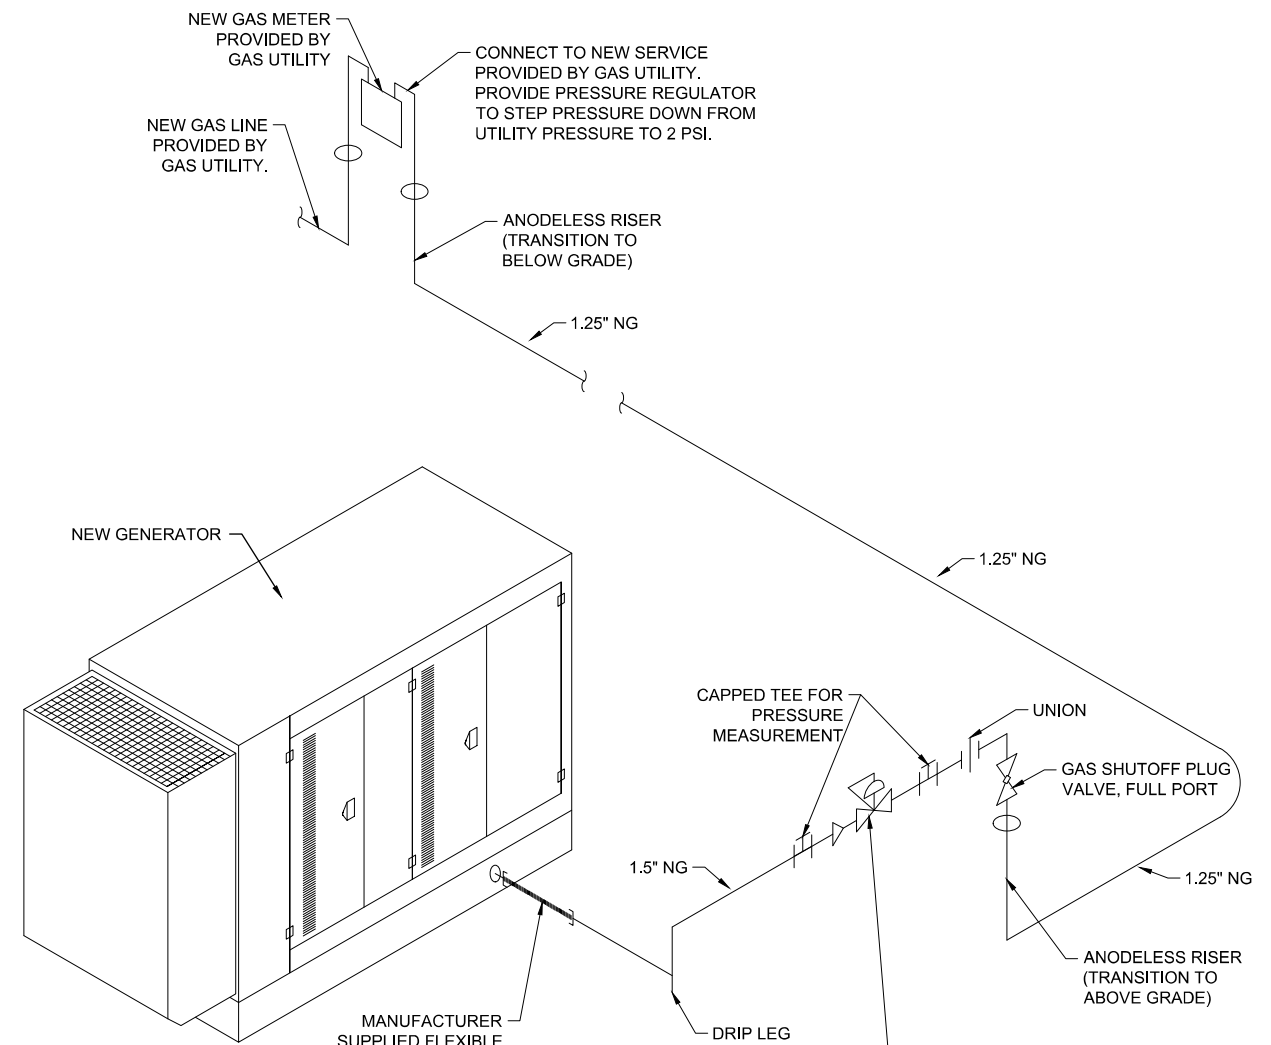 NEW GAS METER
PROVIDED BY
GAS UTILITY
CONNECT TO NEW SERVICE
PROVIDED BY GAS UTILITY.
PROVIDE PRESSURE REGULATOR
TO STEP PRESSURE DOWN FROM
UTILITY PRESSURE TO 2 PSI.
NEW GAS LINE
PROVIDED BY
GAS UTILITY.
ANODELESS RISER
(TRANSITION TO
BELOW GRADE)
1.25" NG
NEW GENERATOR
1.25" NG
CAPPED TEE FOR
PRESSURE
MEASUREMENT
UNION
GAS SHUTOFF PLUG
VALVE, FULL PORT
1.5" NG
1.25" NG
ANODELESS RISER
(TRANSITION TO
ABOVE GRADE)
MANUFACTURER
SUPPLIED FLEXIBLE
DRIP LEG